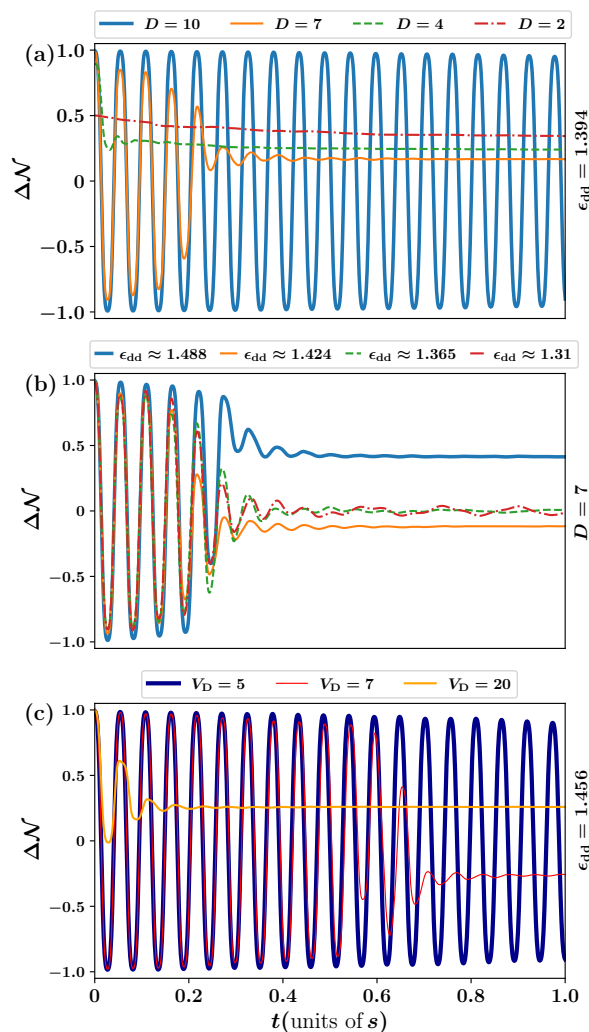 D = 10 D = 7 D = 4 D = 2
(a)
1.0
0.5
0
−0.5
−1.0
Δ𝒩
ϵdd = 1.394
ϵdd ≈ 1.488 ϵdd ≈ 1.424 ϵdd ≈ 1.365 ϵdd ≈ 1.31
(b)
1.0
0.5
0
−0.5
−1.0
Δ𝒩
D = 7
VD = 5 VD = 7 VD = 20
(c)
1.0
0.5
0
−0.5
−1.0
Δ𝒩
ϵdd = 1.456
0 0.2 0.4 0.6 0.8 1.0
t(units of s)